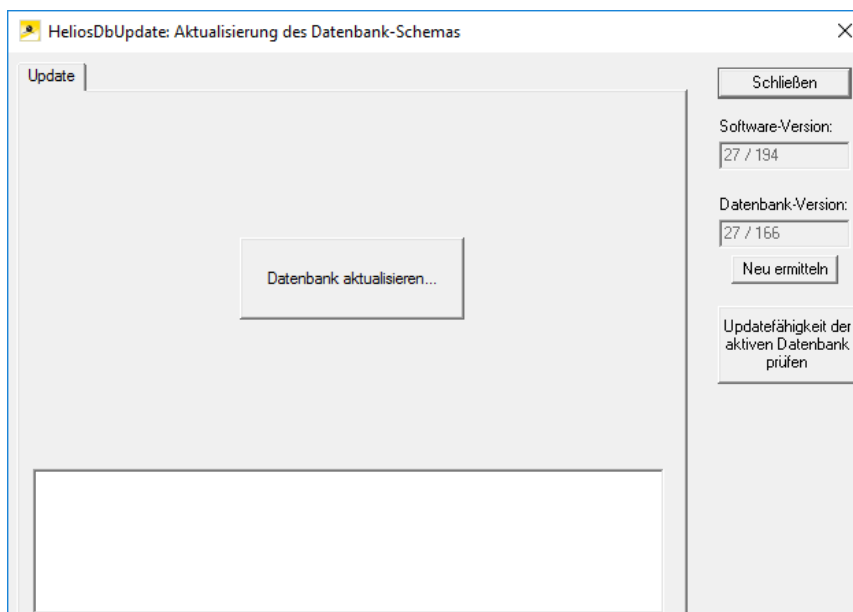 HeliosDbUpdate: Aktualisierung des Datenbank-Schemas
Update
Datenbank aktualisieren...
Schließen
Software-Version:
27 / 194
Datenbank-Version:
27 / 166
Neu ermitteln
Updatefähigkeit der
aktiven Datenbank
prüfen